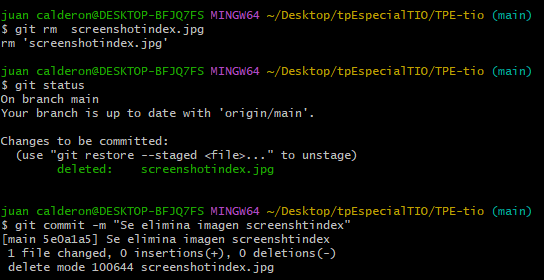 juan calderon@DESKTOP-BFJQ7FS MINGW64 ~/Desktop/tpEspecialTIO/TPE-tio (main)
$ git rm  screenshotindex.jpg
rm 'screenshotindex.jpg'
juan calderon@DESKTOP-BFJQ7FS MINGW64 ~/Desktop/tpEspecialTIO/TPE-tio (main)
$ git status
On branch main
Your branch is up to date with 'origin/main'.
Changes to be committed:
  (use "git restore --staged <file>..." to unstage)
        deleted:    screenshotindex.jpg
juan calderon@DESKTOP-BFJQ7FS MINGW64 ~/Desktop/tpEspecialTIO/TPE-tio (main)
$ git commit -m "Se elimina imagen screenshtindex"
[main 5e0a1a5] Se elimina imagen screenshtindex
 1 file changed, 0 insertions(+), 0 deletions(-)
 delete mode 100644 screenshotindex.jpg